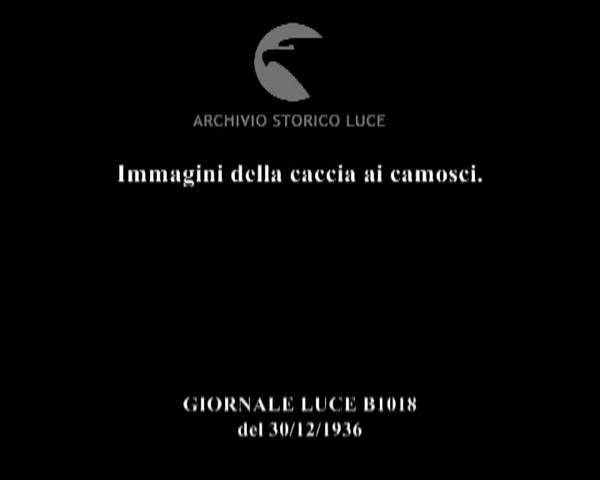 ARCHIVIO STORICO LUCE
Immagini della caccia ai camosci.
GIORNALE LUCE B1018
del 30/12/1936